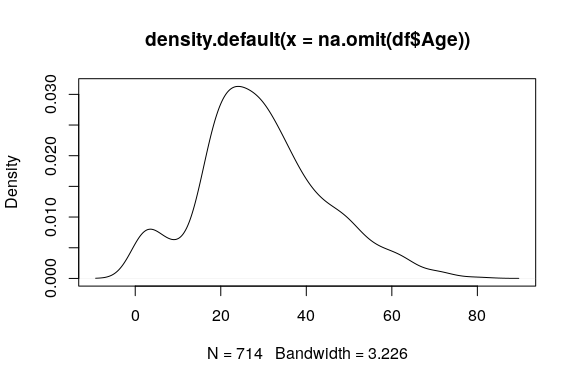 density.default(x = na.omit(df$Age))
Density
0.000
0.010
0.020
0.030
0 20 40 60 80
N = 714 Bandwidth = 3.226